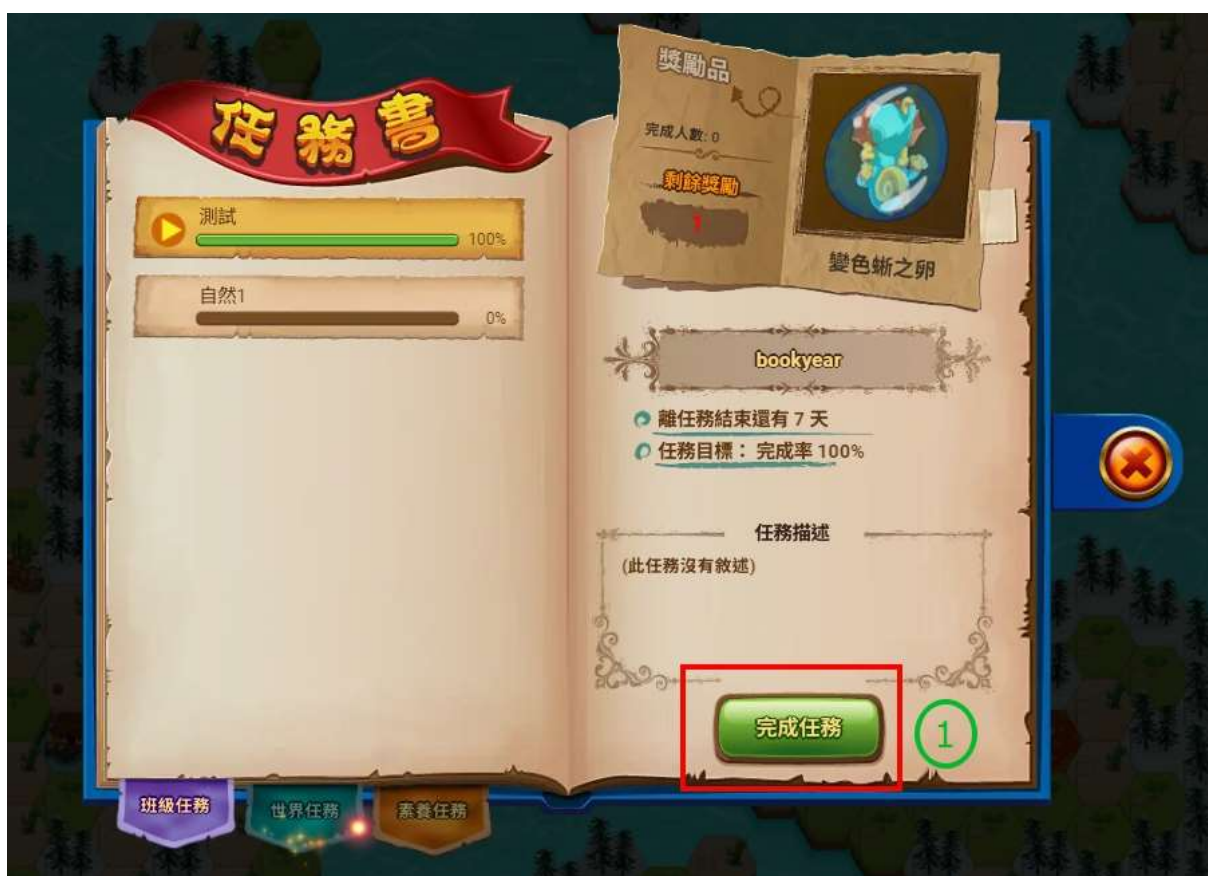 任務書
測試
100%
自然1
0%
獎勵品
完成人數: 0
剩餘獎勵
1
變色蜥之卵
bookyear
離任務結束還有 7 天
任務目標： 完成率 100%
任務描述
(此任務沒有敘述)
完成任務
1
班級任務
世界任務
素養任務